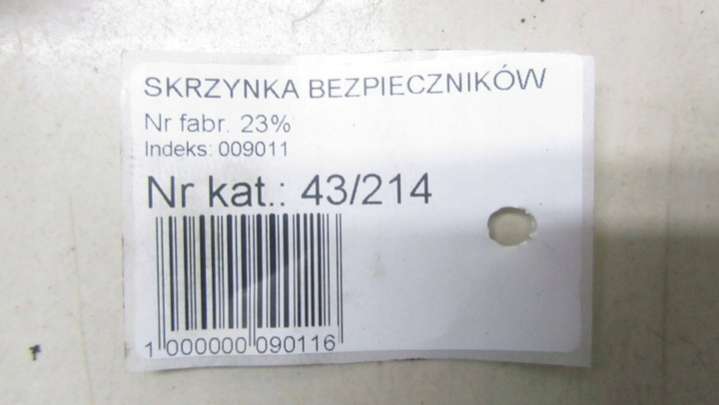 SKRZYNKA BEZPIECZNIKÓW
Nr fabr. 23%
Indeks: 009011
Nr kat.: 43/214
1 000000 090116